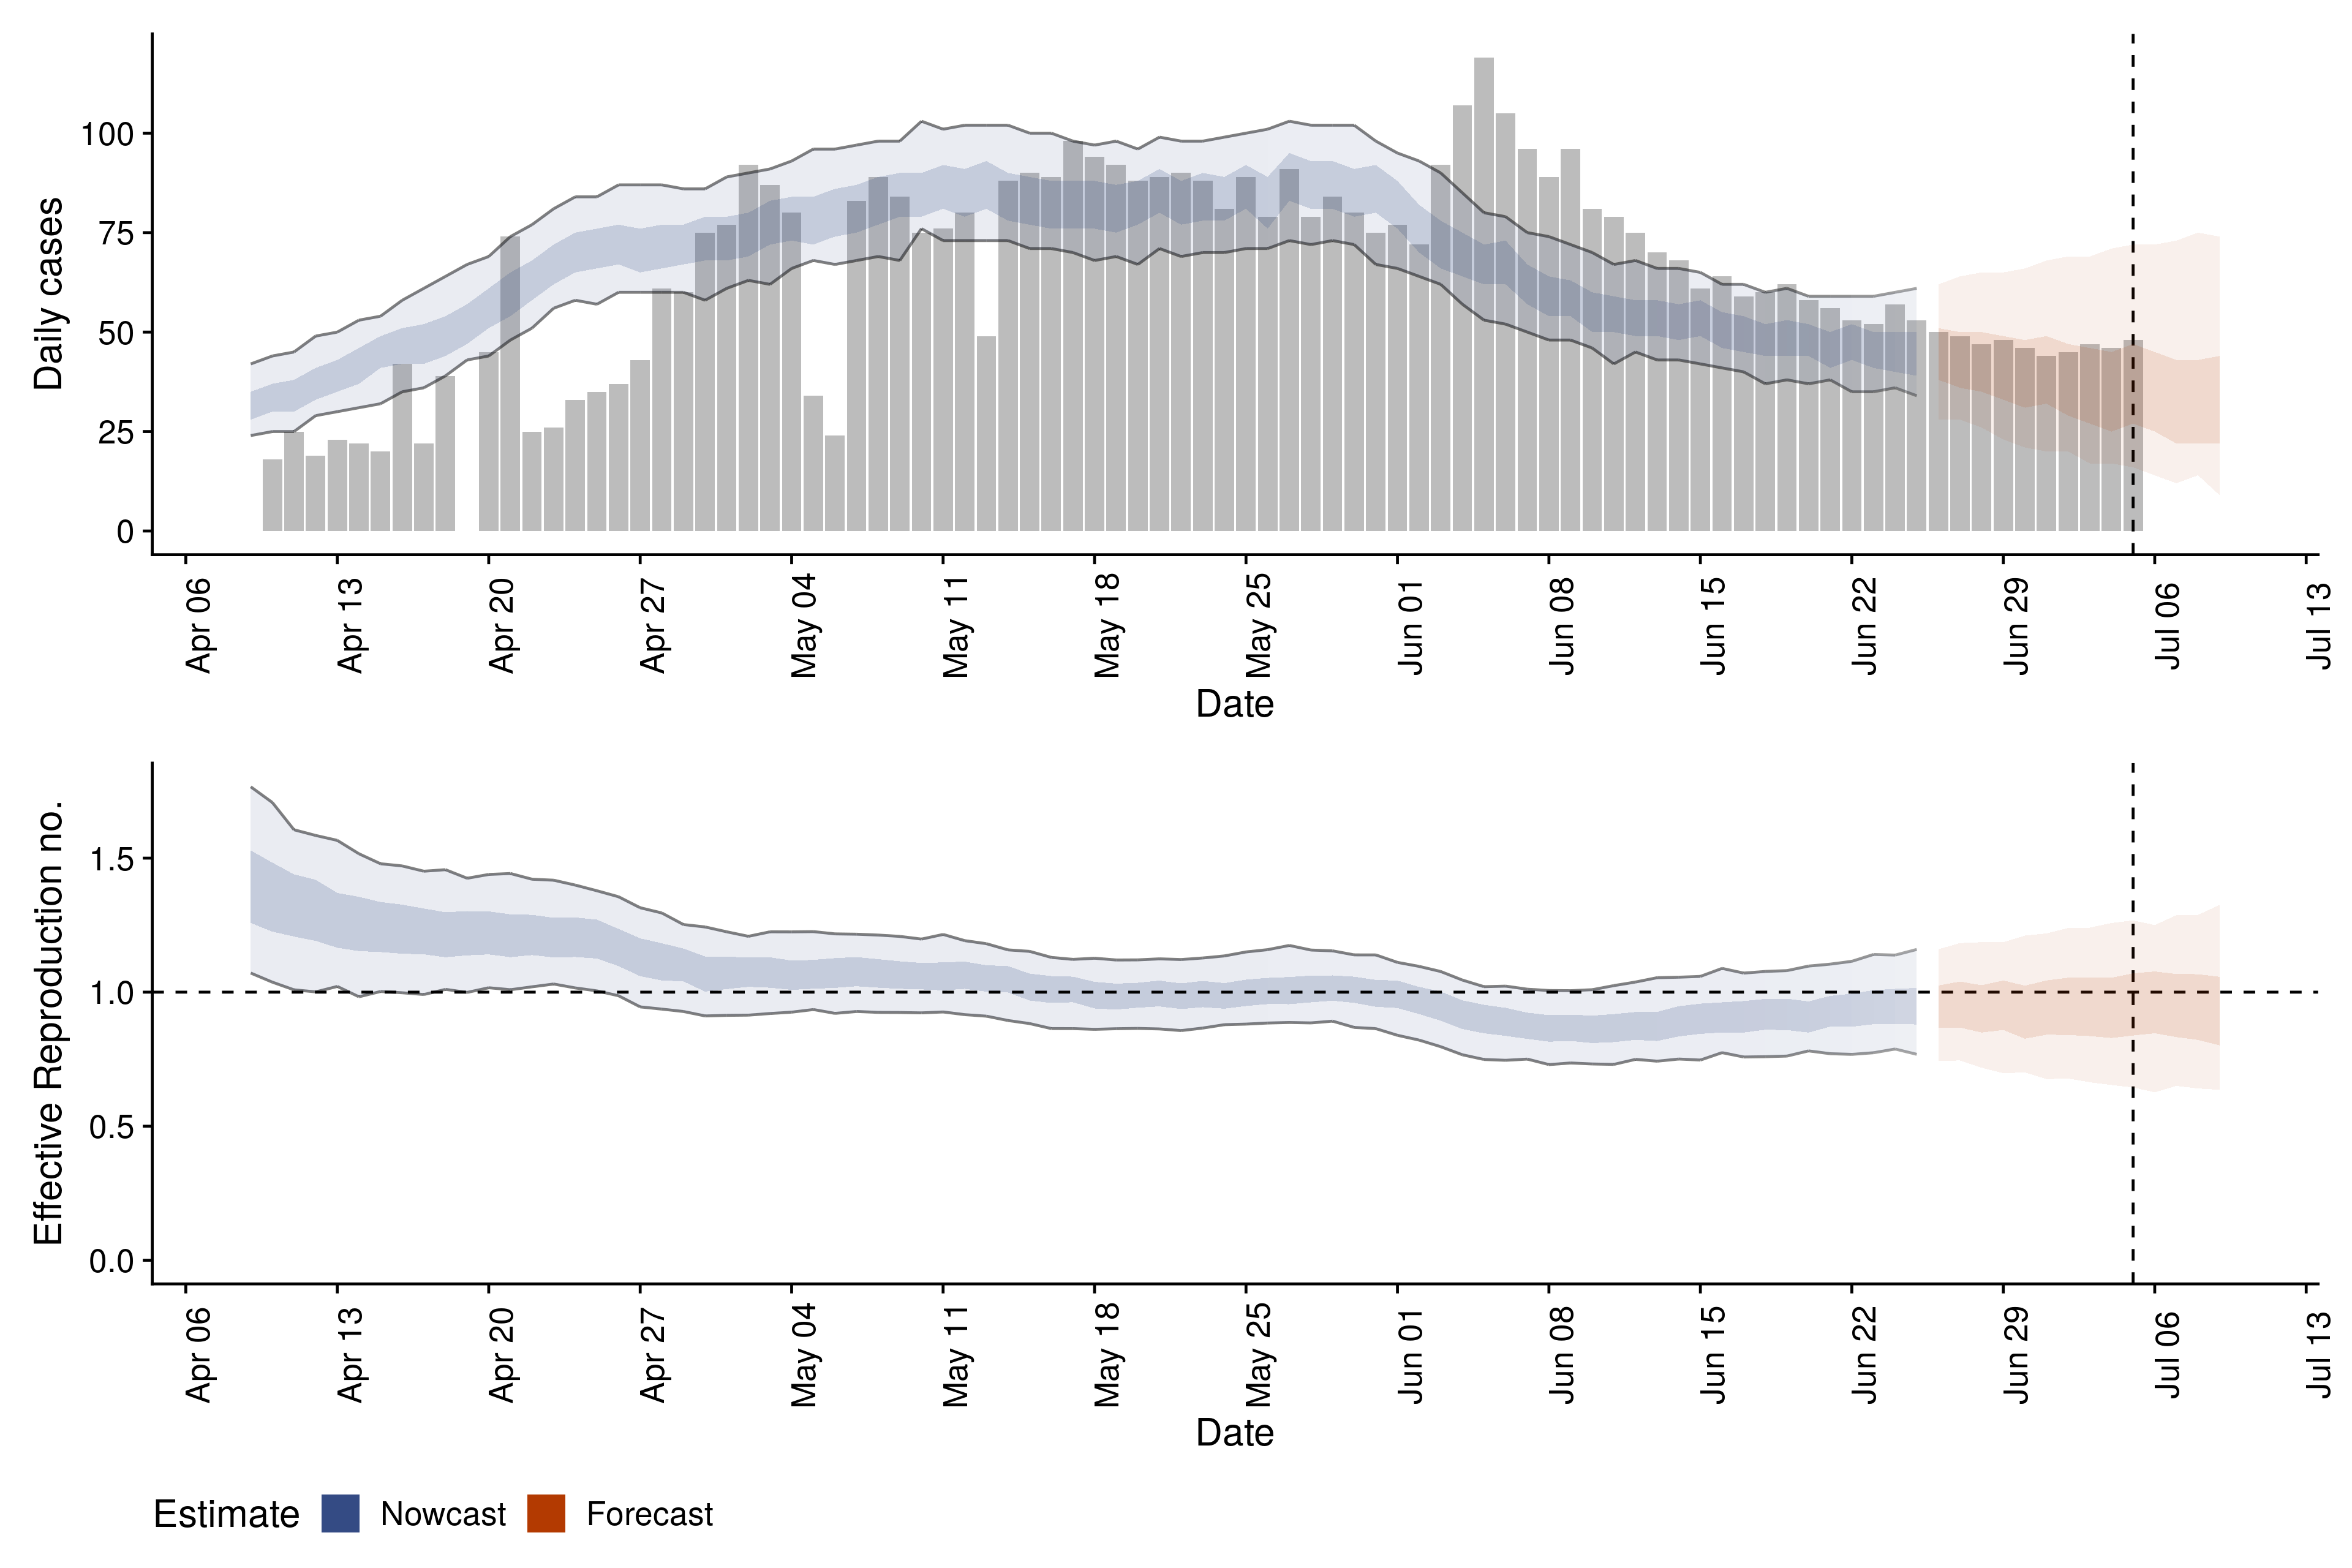 Daily cases
100
75
50
25
0
Apr 06
Apr 13
Apr 20
Apr 27
May 04
May 11
May 18
May 25
Jun 01
Jun 08
Jun 15
Jun 22
Jun 29
Jul 06
Jul 13
Date
Effective Reproduction no.
1.5
1.0
0.5
0.0
Apr 06
Apr 13
Apr 20
Apr 27
May 04
May 11
May 18
May 25
Jun 01
Jun 08
Jun 15
Jun 22
Jun 29
Jul 06
Jul 13
Date
Estimate Nowcast Forecast